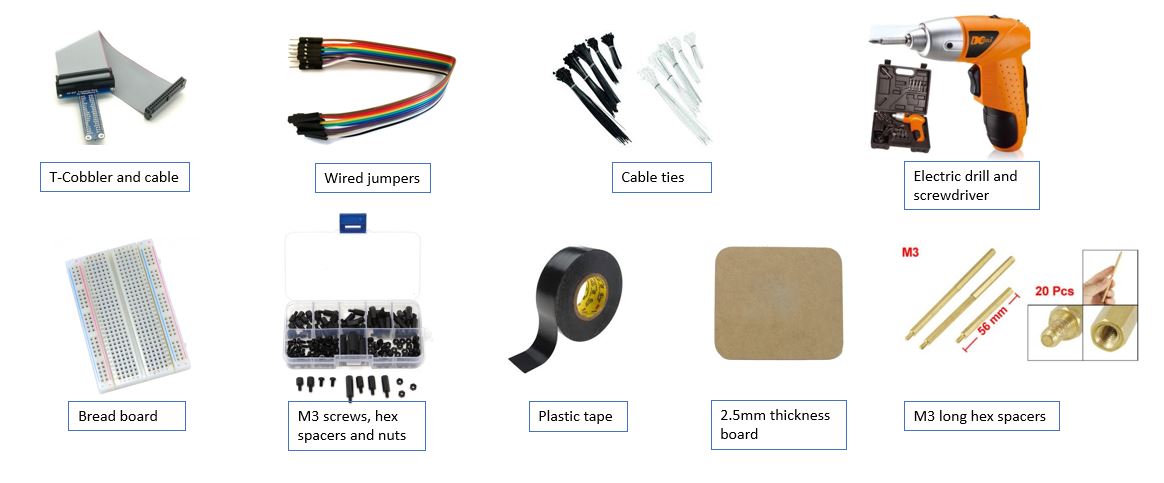 T-Cobbler and cable
Wired jumpers
Cable ties
Electric drill and
screwdriver
M3
20 Pcs
56 mm
Bread board
M3 screws, hex
spacers and nuts
Plastic tape
2.5mm thickness
board
M3 long hex spacers